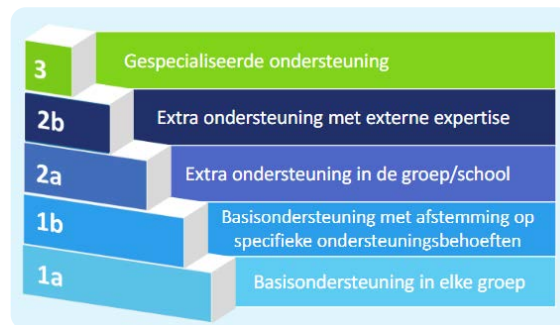 3 Gespecialiseerde ondersteuning
2b Extra ondersteuning met externe expertise
2a Extra ondersteuning in de groep/school
1b Basisondersteuning met afstemming op
specifieke ondersteuningsbehoeften
1a Basisondersteuning in elke groep